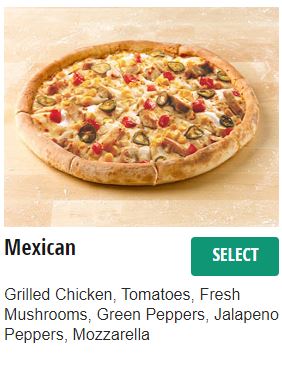 Mexican
SELECT
Grilled Chicken, Tomatoes, Fresh
Mushrooms, Green Peppers, Jalapeno
Peppers, Mozzarella